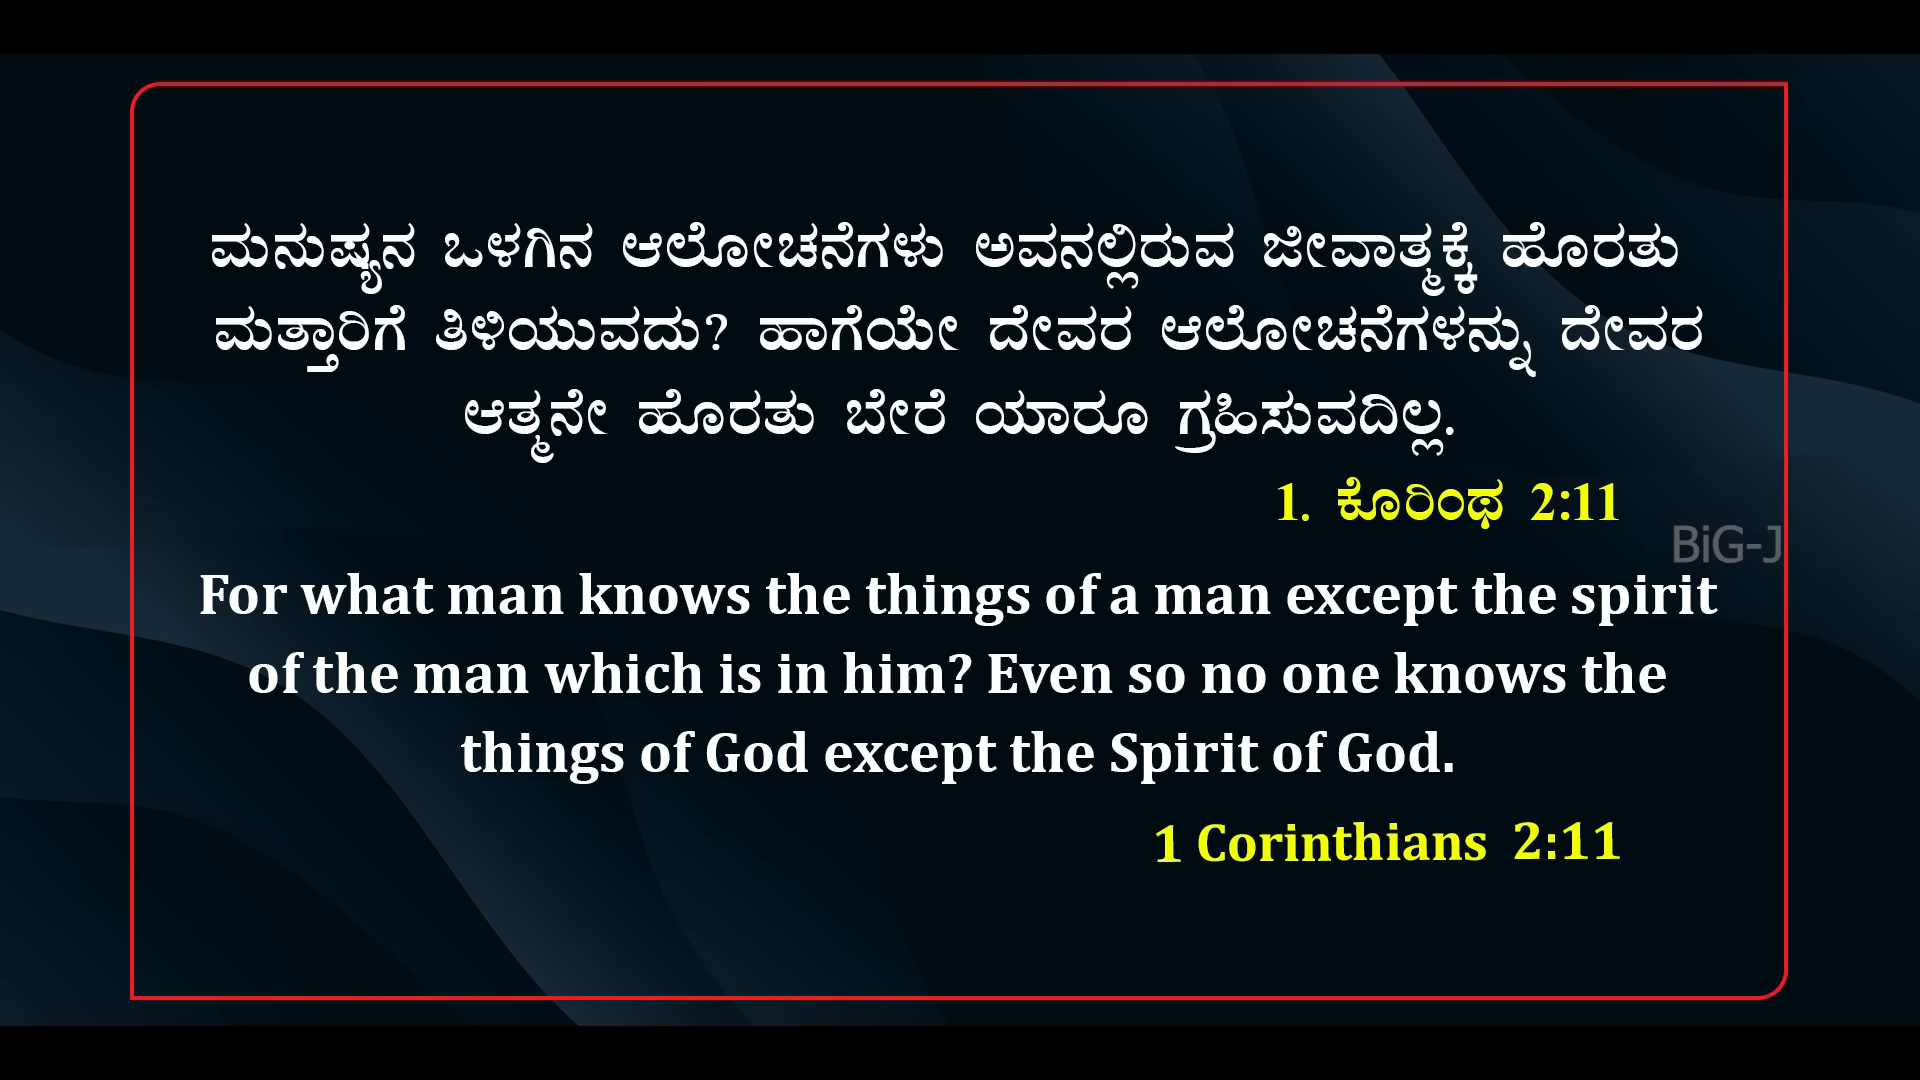 ಮನುಷ್ಯನ ಒಳಗಿನ ಆಲೋಚನೆಗಳು ಅವನಲ್ಲಿರುವ ಜೀವಾತ್ಮಕ್ಕೆ ಹೊರತು
ಮತ್ತಾರಿಗೆ ತಿಳಿಯುವದು? ಹಾಗೆಯೇ ದೇವರ ಆಲೋಚನೆಗಳನ್ನು ದೇವರ
ಆತ್ಮನೇ ಹೊರತು ಬೇರೆ ಯಾರೂ ಗ್ರಹಿಸುವದಿಲ್ಲ.
1. ಕೊರಿಂಥ 2:11
BiG-J
For what man knows the things of a man except the spirit
of the man which is in him? Even so no one knows the
things of God except the Spirit of God.
1 Corinthians 2:11